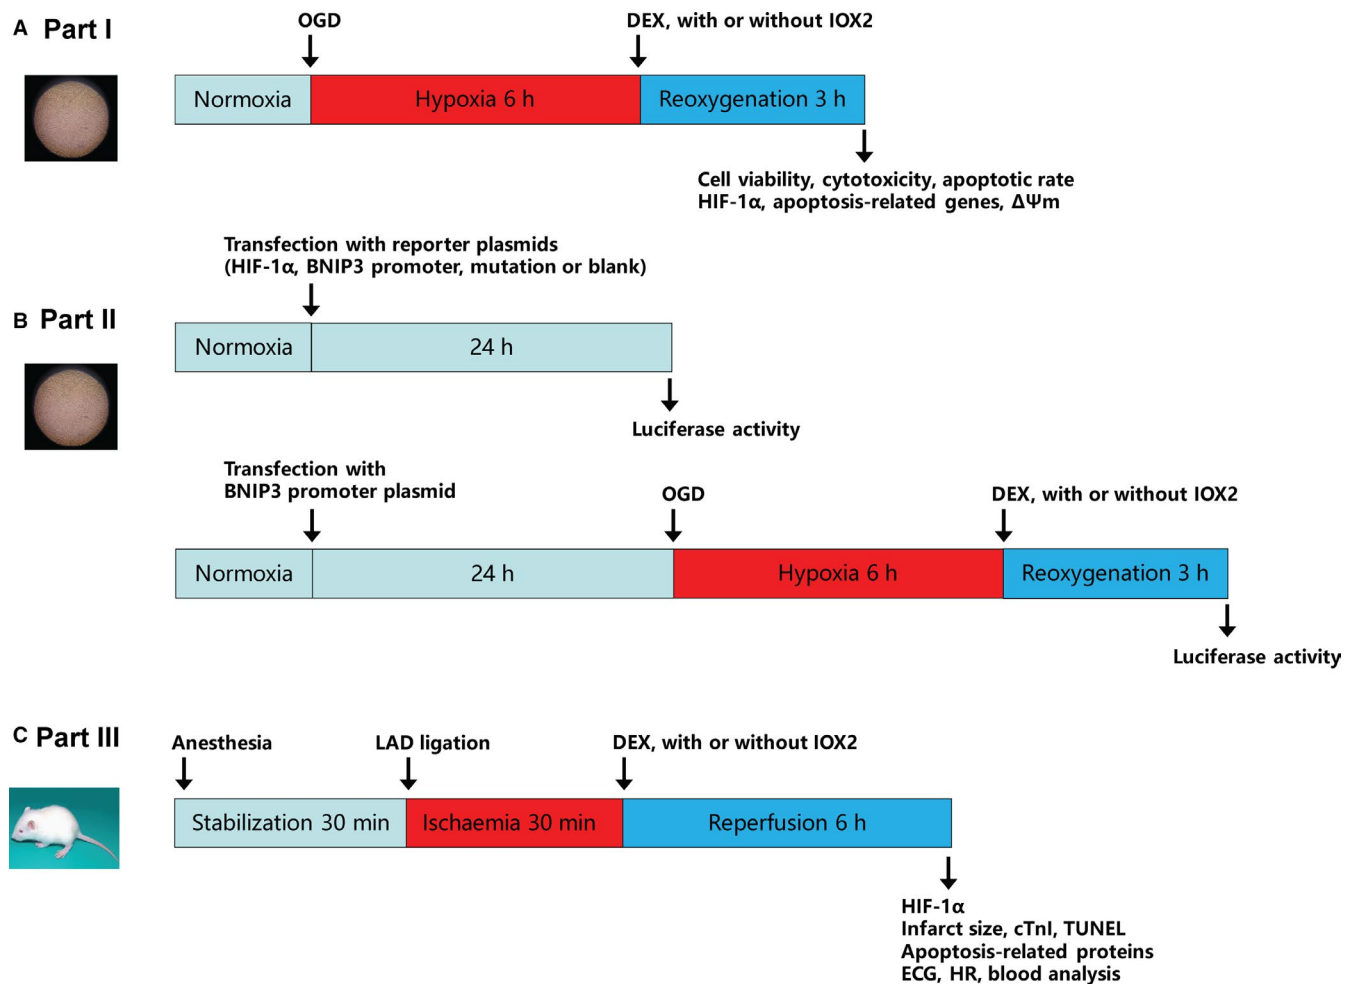 A Part I
OGD
DEX, with or without IOX2
Normoxia
Hypoxia 6 h
Reoxygenation 3 h
Cell viability, cytotoxicity, apoptotic rate
HIF-1α, apoptosis-related genes, ΔΨm
B Part II
Transfection with reporter plasmids
(HIF-1α, BNIP3 promoter, mutation or blank)
Normoxia
24 h
Luciferase activity
Transfection with
BNIP3 promoter plasmid
OGD
DEX, with or without IOX2
Normoxia
24 h
Hypoxia 6 h
Reoxygenation 3 h
Luciferase activity
C Part III
Anesthesia
LAD ligation
DEX, with or without IOX2
Stabilization 30 min
Ischaemia 30 min
Reperfusion 6 h
HIF-1α
Infarct size, cTnI, TUNEL
Apoptosis-related proteins
ECG, HR, blood analysis